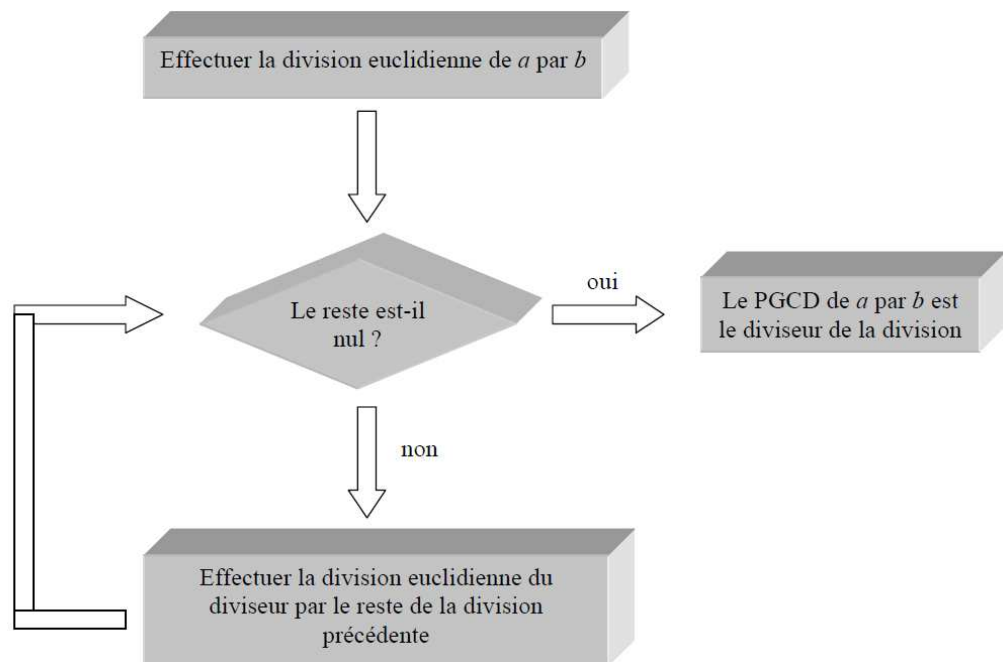 Effectuer la division euclidienne de a par b
Le reste est-il
nul ?
oui
Le PGCD de a par b est
le diviseur de la division
non
Effectuer la division euclidienne du
diviseur par le reste de la division
précédente